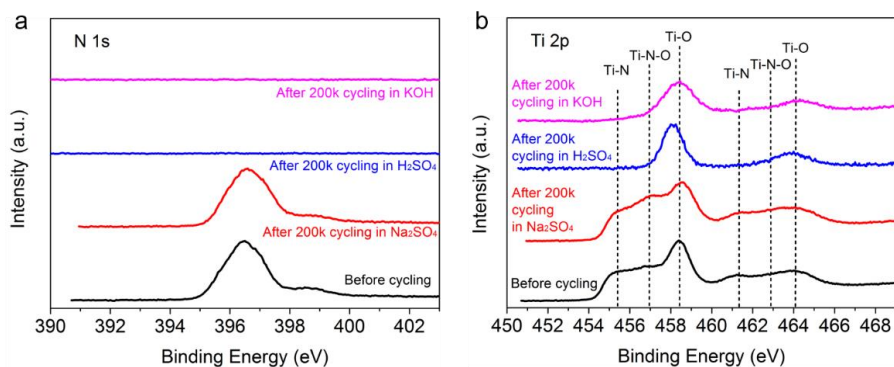 a
N 1s
After 200k cycling in KOH
After 200k cycling in H₂SO₄
After 200k cycling in Na₂SO₄
Before cycling
Intensity (a.u.)
390 392 394 396 398 400 402
Binding Energy (eV)
b
Ti 2p
Ti-N
Ti-N-O
Ti-O
Ti-N
Ti-N-O
Ti-O
After 200k
cycling in KOH
After 200k
cycling in H₂SO₄
After 200k
cycling
in Na₂SO₄
Before cycling
Intensity (a.u.)
450 452 454 456 458 460 462 464 466 468
Binding Energy (eV)